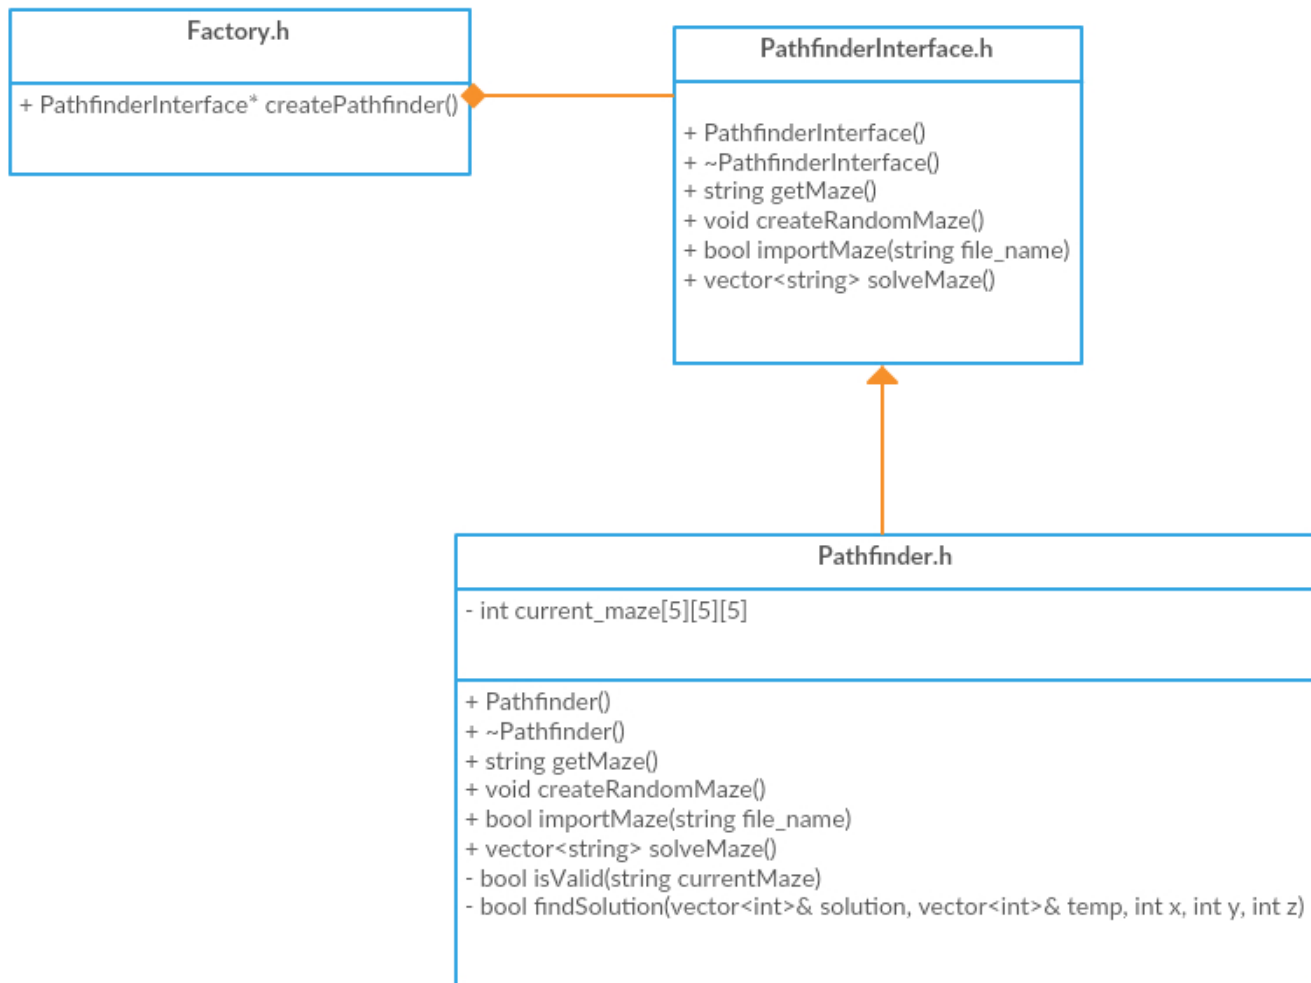 Factory.h
+ PathfinderInterface* createPathfinder()
PathfinderInterface.h
+ PathfinderInterface()
+ ~PathfinderInterface()
+ string getMaze()
+ void createRandomMaze()
+ bool importMaze(string file_name)
+ vector<string> solveMaze()
Pathfinder.h
- int current_maze[5][5][5]
+ Pathfinder()
+ ~Pathfinder()
+ string getMaze()
+ void createRandomMaze()
+ bool importMaze(string file_name)
+ vector<string> solveMaze()
- bool isValid(string currentMaze)
- bool findSolution(vector<int>& solution, vector<int>& temp, int x, int y, int z)